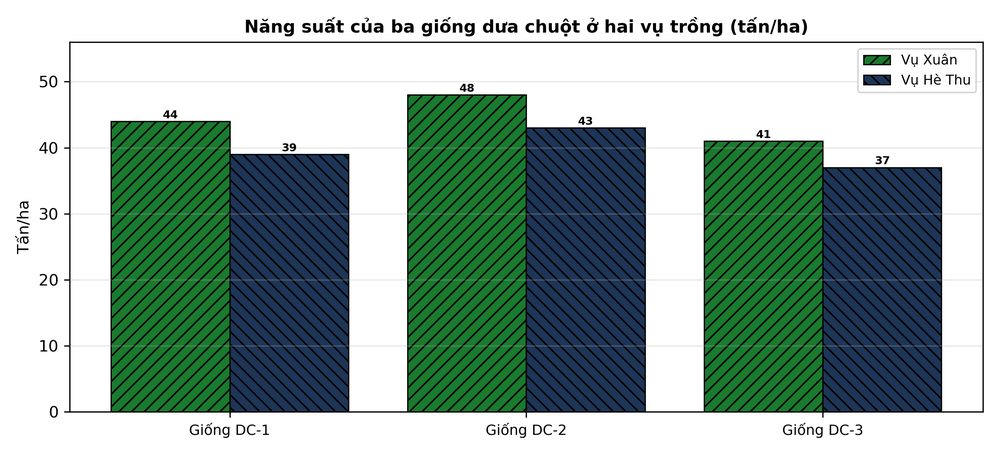 Năng suất của ba giống dưa chuột ở hai vụ trồng (tấn/ha)
Vụ Xuân
Vụ Hè Thu
Tấn/ha
50
40
30
20
10
0
44
39
48
43
41
37
Giống DC-1
Giống DC-2
Giống DC-3